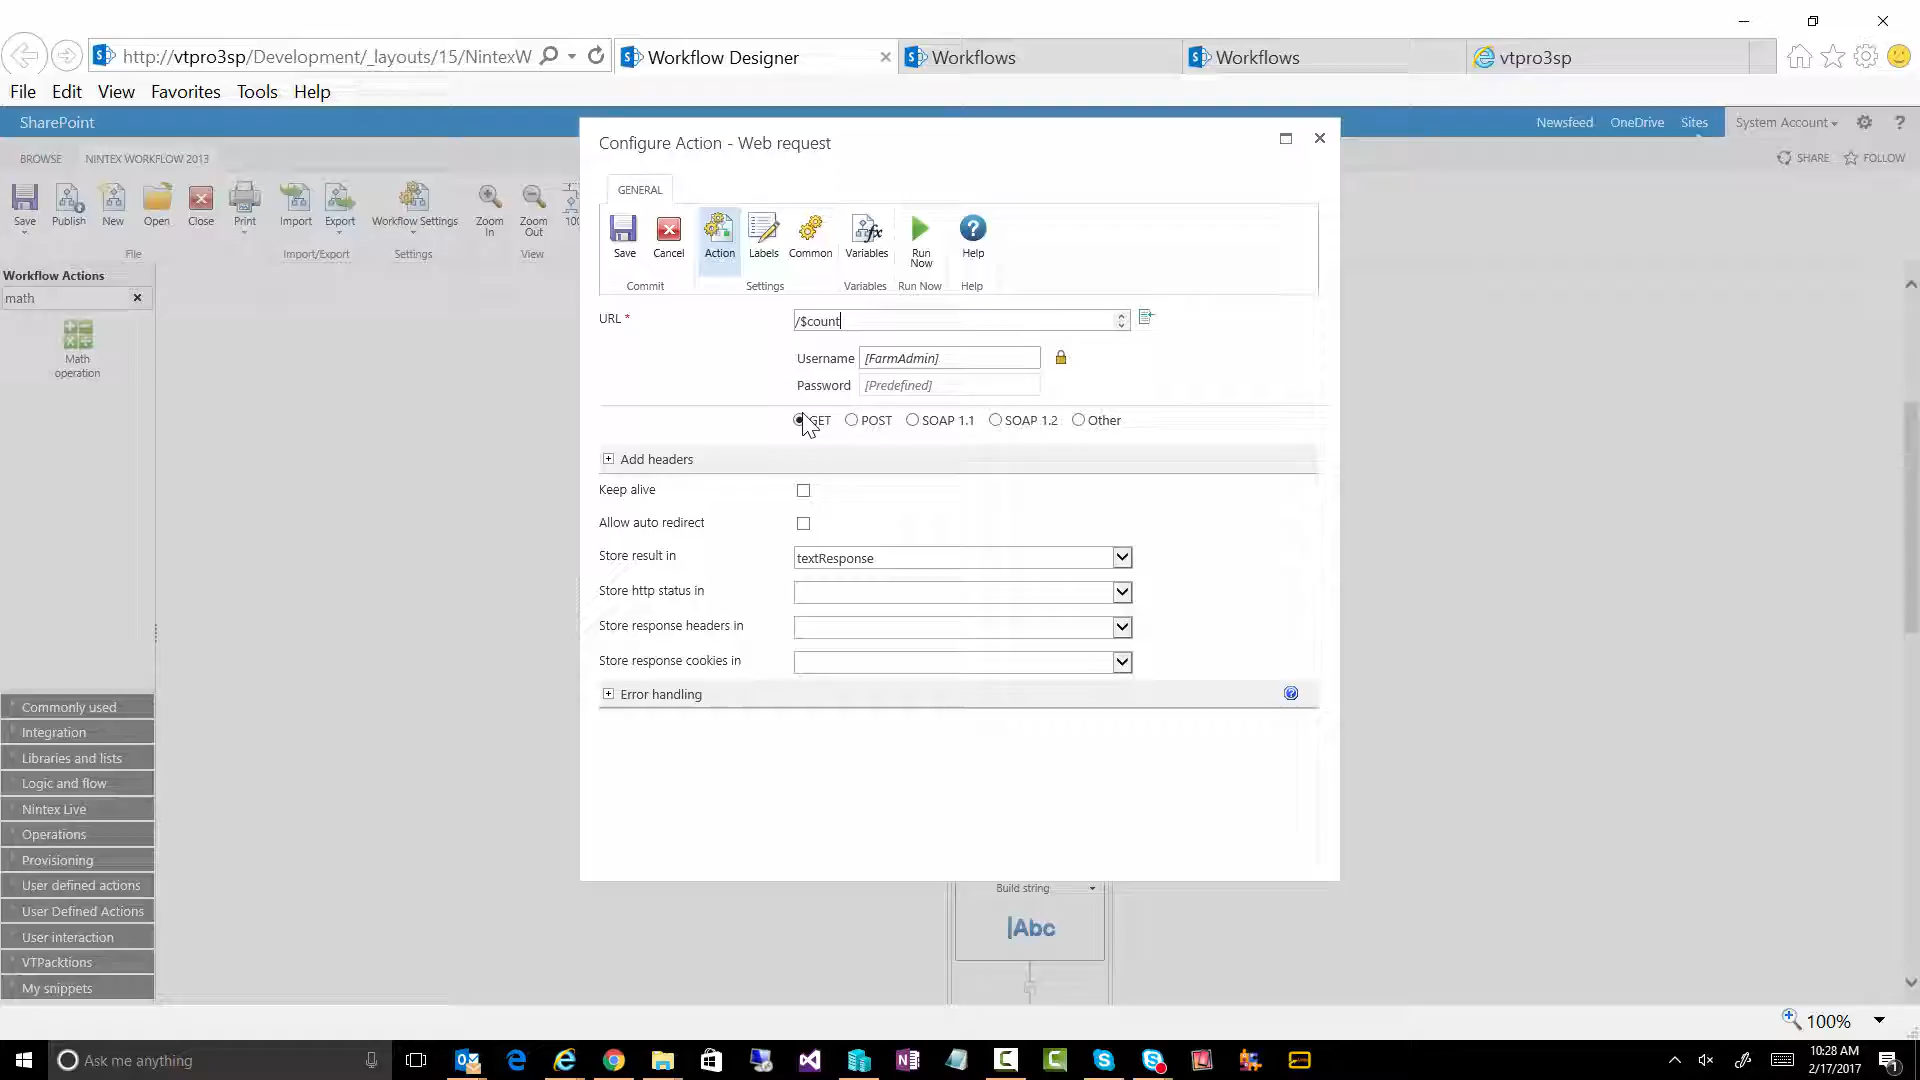 http://vtpro3sp/Development/_layouts/15/NintexW
Workflow Designer
Workflows
Workflows
vtpro3sp
File Edit View Favorites Tools Help
SharePoint
Newsfeed OneDrive Sites System Account ?
BROWSE NINTEX WORKFLOW 2013
SHARE FOLLOW
Save Publish New Open Close Print Import Export Workflow Settings Zoom In Zoom Out 100
File Import/Export Settings View
Workflow Actions
math
Math operation
Commonly used
Integration
Libraries and lists
Logic and flow
Nintex Live
Operations
Provisioning
User defined actions
User Defined Actions
User interaction
VTPacktions
My snippets
Configure Action - Web request
GENERAL
Save Cancel Action Labels Common Variables Run Now Help
Commit Settings Variables Run Now Help
URL * /$count
Username [FarmAdmin]
Password [Predefined]
GET POST SOAP 1.1 SOAP 1.2 Other
Add headers
Keep alive
Allow auto redirect
Store result in textResponse
Store http status in
Store response headers in
Store response cookies in
Error handling
Build string
Abc
100%
Ask me anything
10:28 AM
2/17/2017